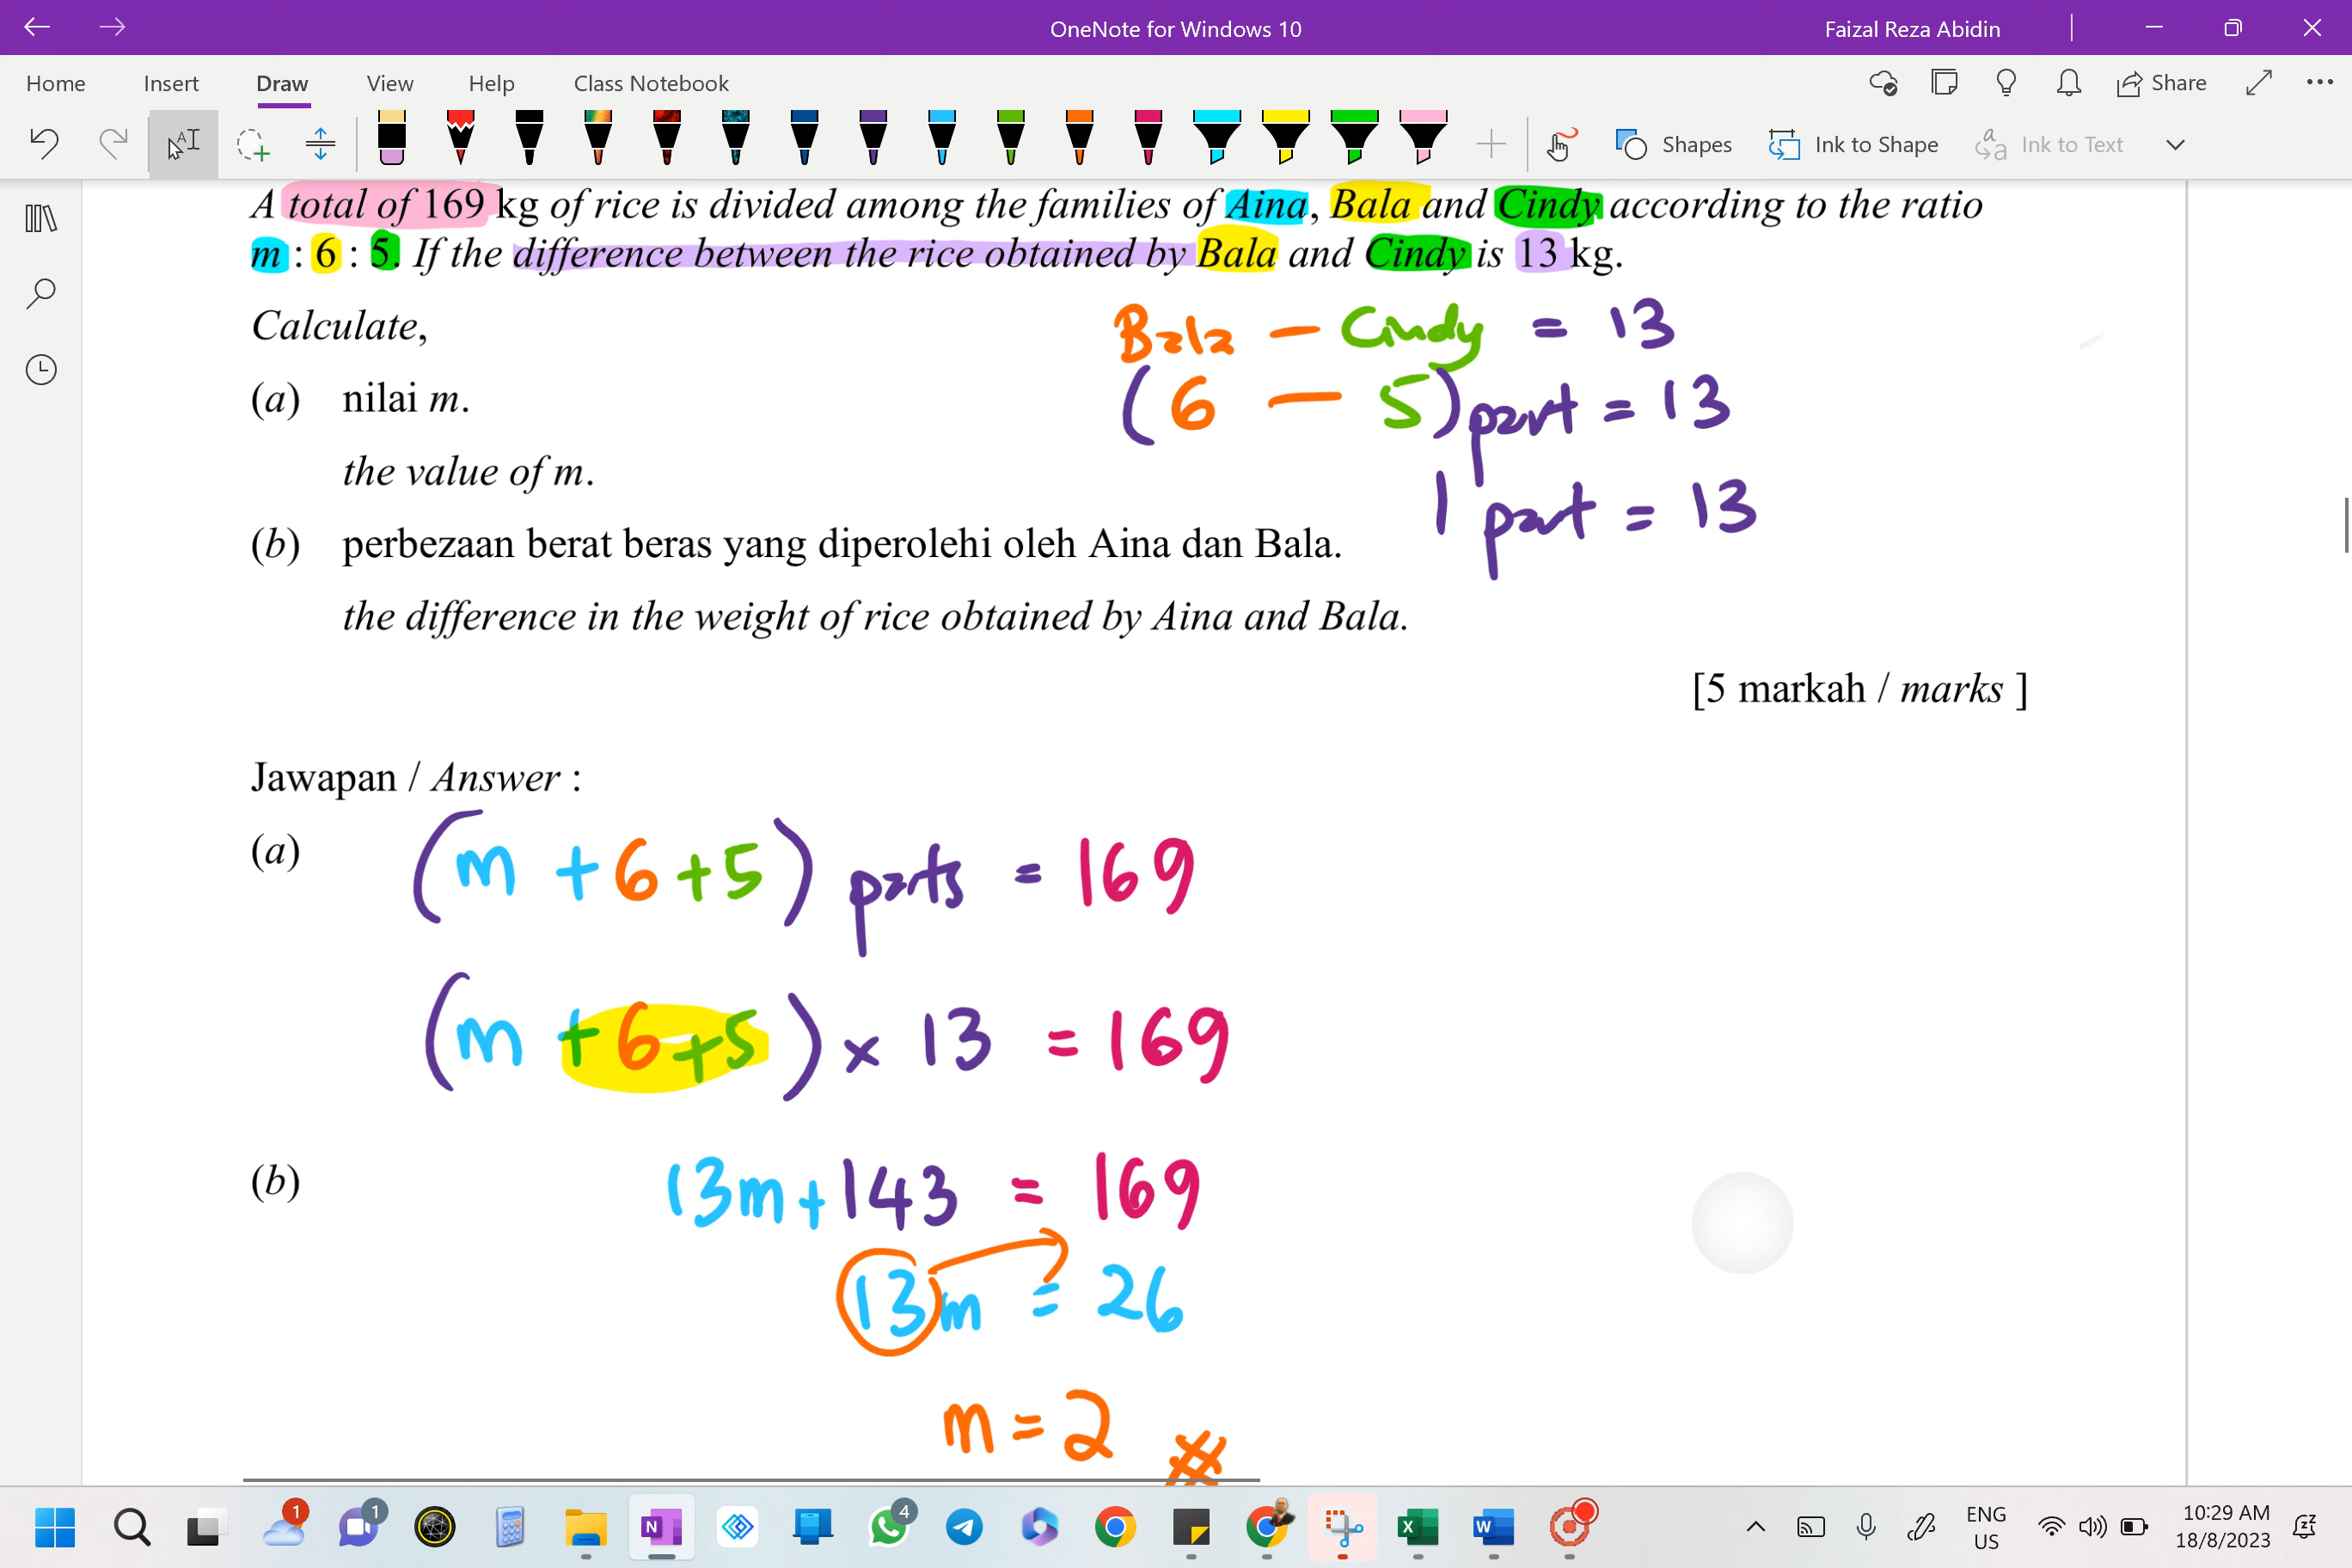 OneNote for Windows 10
Faizal Reza Abidin
Home Insert Draw View Help Class Notebook
Share
Shapes Ink to Shape Ink to Text
A total of 169 kg of rice is divided among the families of Aina, Bala and Cindy according to the ratio
m : 6 : 5. If the difference between the rice obtained by Bala and Cindy is 13 kg.
Calculate,
Bala − Cindy = 13
(a) nilai m.
(6 − 5) part = 13
the value of m.
1 part = 13
(b) perbezaan berat beras yang diperolehi oleh Aina dan Bala.
the difference in the weight of rice obtained by Aina and Bala.
[5 markah / marks ]
Jawapan / Answer :
(a) (m + 6 + 5) parts = 169
(m + 6 + 5) × 13 = 169
(b) 13m + 143 = 169
13m = 26
m = 2 #
1
1
4
ENG
US
10:29 AM
18/8/2023